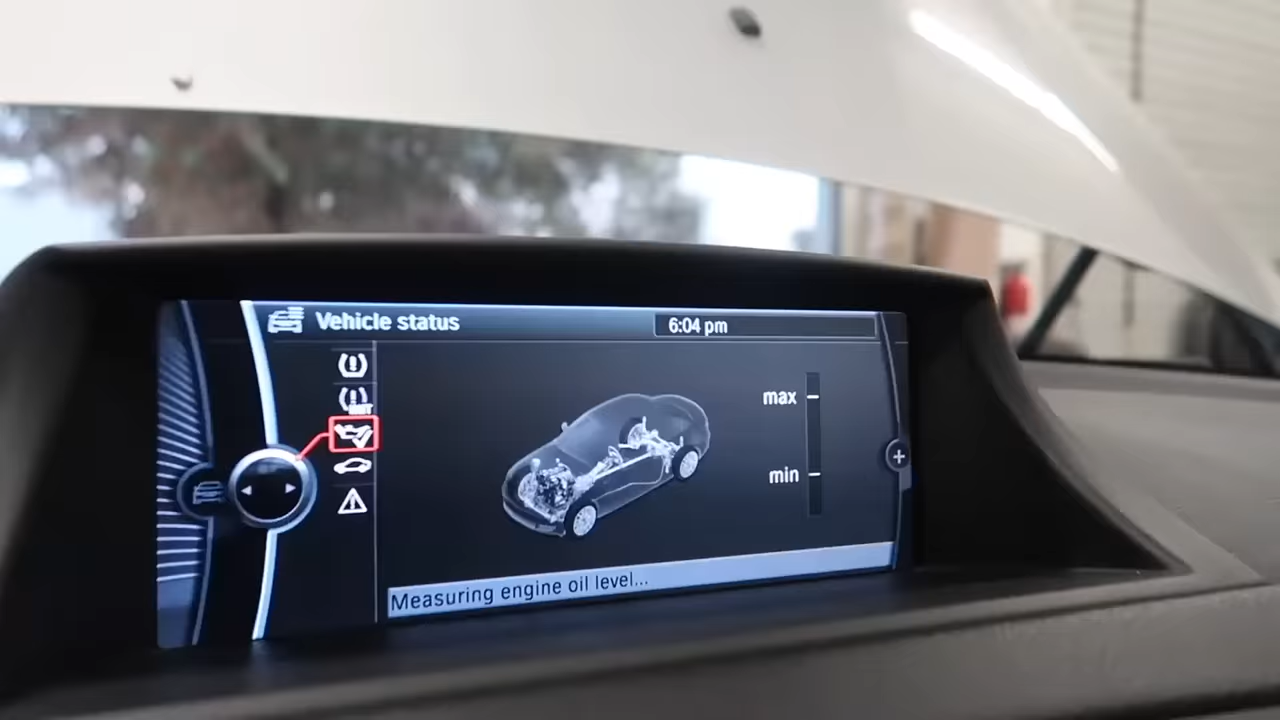 Vehicle status
6:04 pm
max
min
Measuring engine oil level...